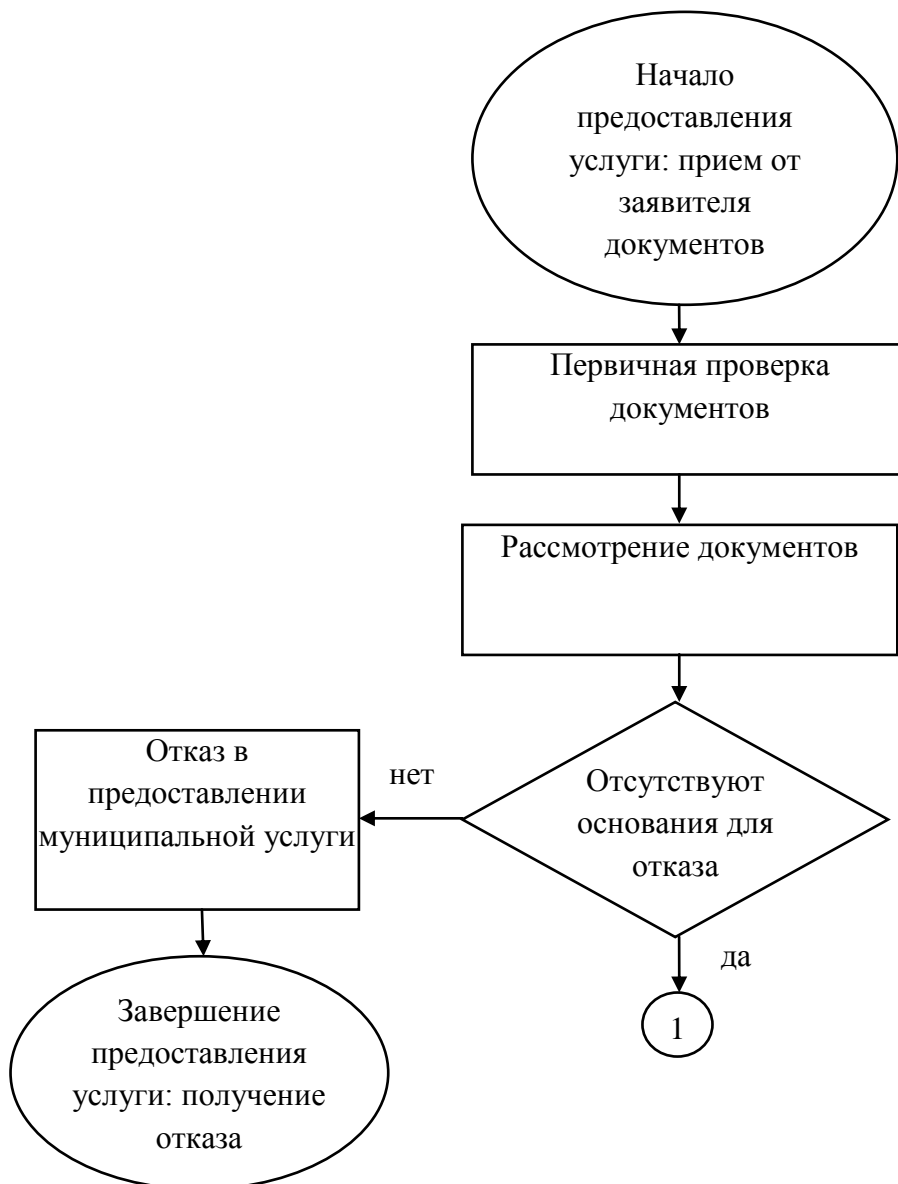 Начало
предоставления
услуги: прием от
заявителя
документов
Первичная проверка
документов
Рассмотрение документов
Отсутствуют
основания для
отказа
нет
Отказ в
предоставлении
муниципальной услуги
да
1
Завершение
предоставления
услуги: получение
отказа